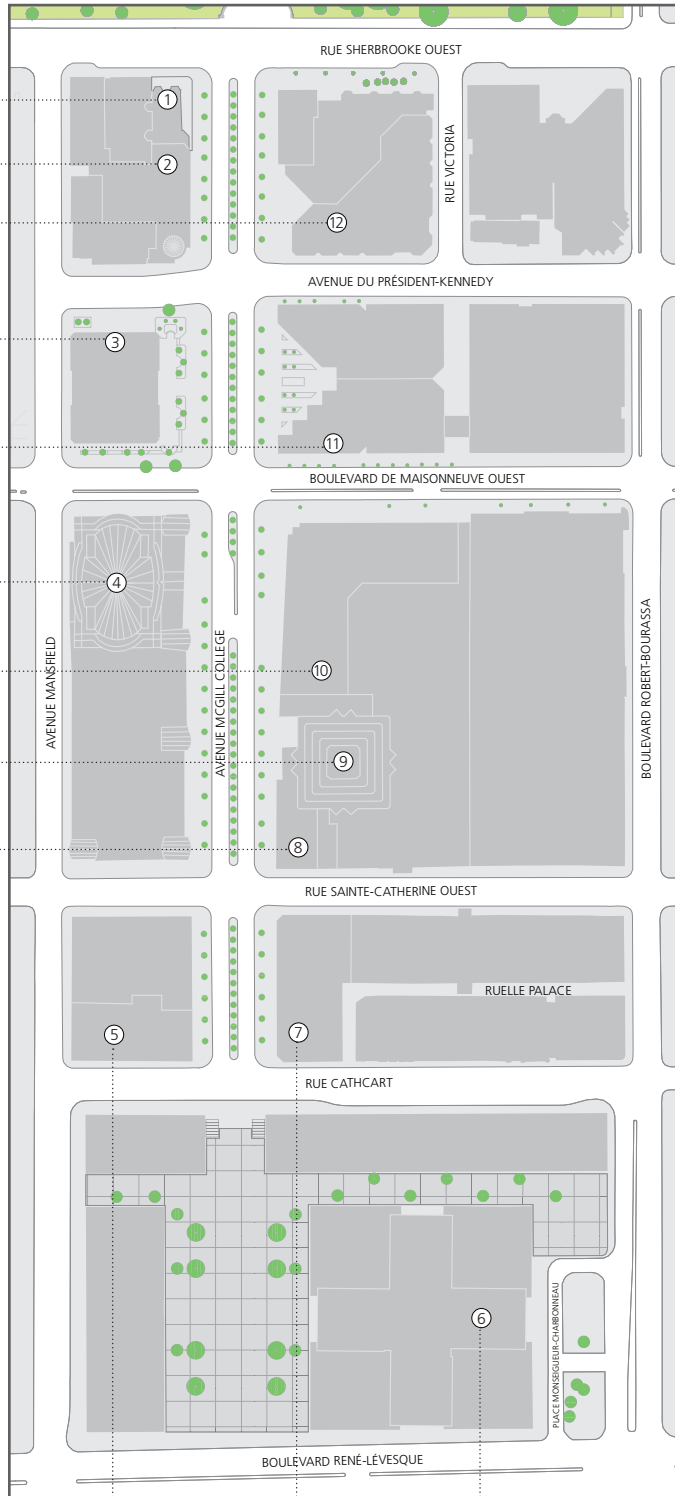 RUE SHERBROOKE OUEST
1
2
RUE VICTORIA
12
AVENUE DU PRÉSIDENT-KENNEDY
3
11
BOULEVARD DE MAISONNEUVE OUEST
4
AVENUE MANSFIELD
AVENUE MCGILL COLLEGE
10
BOULEVARD ROBERT-BOURASSA
9
8
RUE SAINTE-CATHERINE OUEST
RUELLE PALACE
5
7
RUE CATHCART
6
PLACE MONSEIGUEUR-CHARBONNEAU
BOULEVARD RENÉ-LÉVESQUE